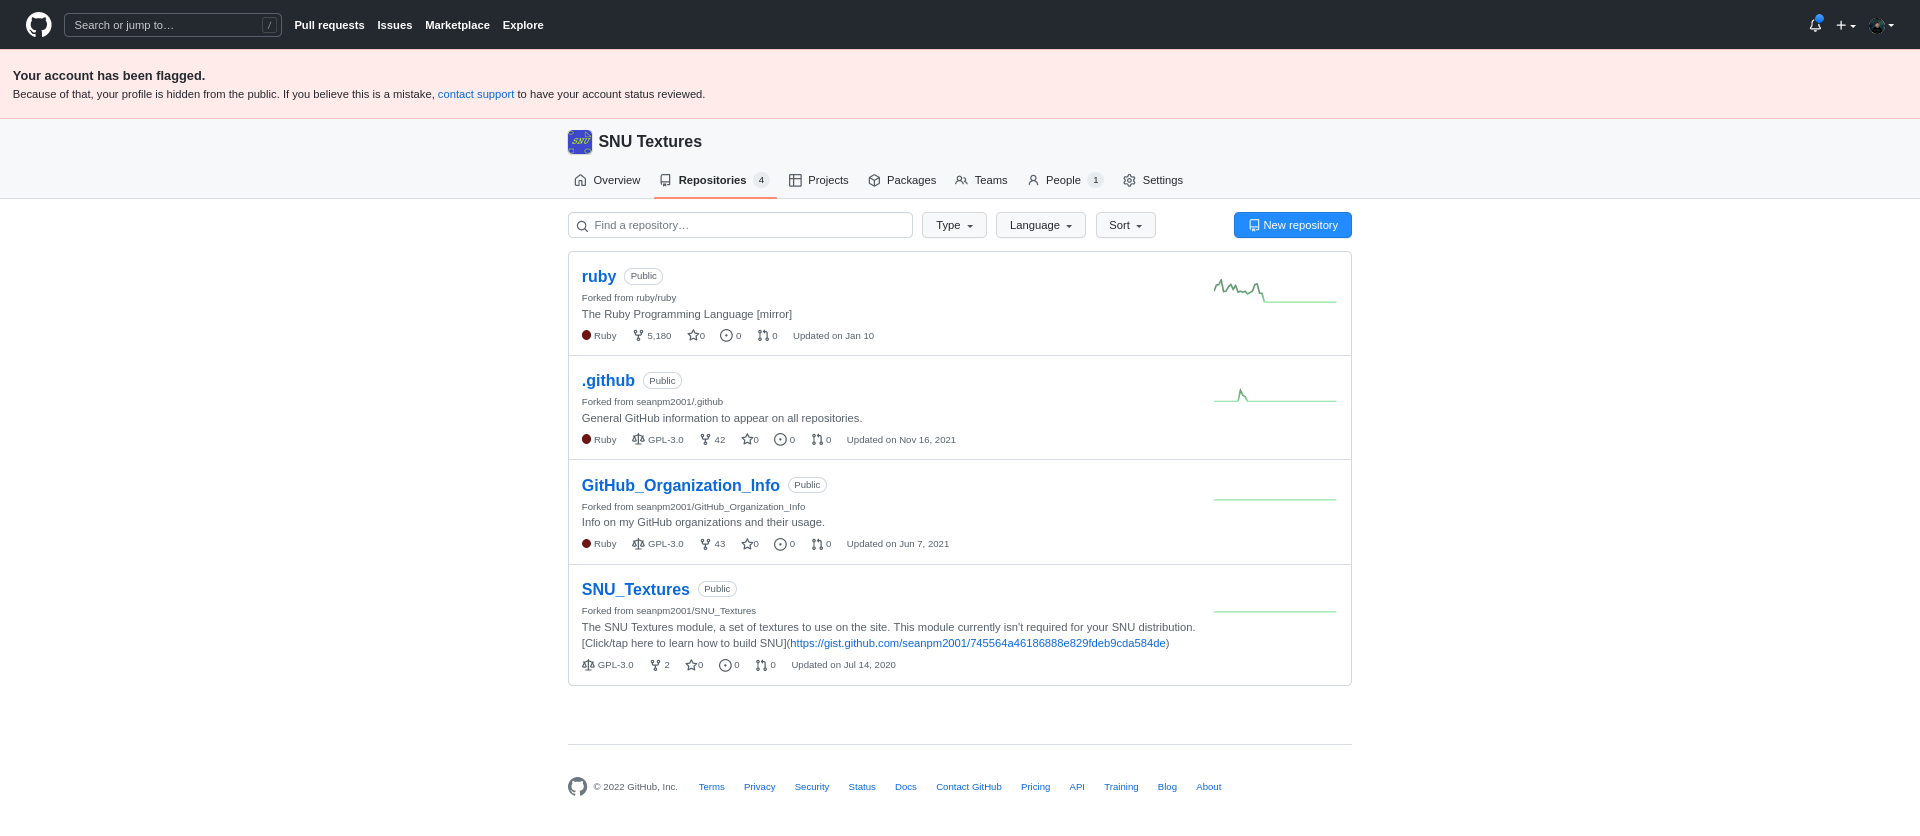 Search or jump to… /
Pull requests Issues Marketplace Explore
Your account has been flagged.
Because of that, your profile is hidden from the public. If you believe this is a mistake, contact support to have your account status reviewed.
SNU SNU Textures
Overview Repositories 4 Projects Packages Teams People 1 Settings
Find a repository… Type Language Sort New repository
ruby Public
Forked from ruby/ruby
The Ruby Programming Language [mirror]
Ruby 5,180 0 0 0 Updated on Jan 10
.github Public
Forked from seanpm2001/.github
General GitHub information to appear on all repositories.
Ruby GPL-3.0 42 0 0 0 Updated on Nov 16, 2021
GitHub_Organization_Info Public
Forked from seanpm2001/GitHub_Organization_Info
Info on my GitHub organizations and their usage.
Ruby GPL-3.0 43 0 0 0 Updated on Jun 7, 2021
SNU_Textures Public
Forked from seanpm2001/SNU_Textures
The SNU Textures module, a set of textures to use on the site. This module currently isn't required for your SNU distribution.
[Click/tap here to learn how to build SNU](https://gist.github.com/seanpm2001/745564a46186888e829fdeb9cda584de)
GPL-3.0 2 0 0 0 Updated on Jul 14, 2020
© 2022 GitHub, Inc. Terms Privacy Security Status Docs Contact GitHub Pricing API Training Blog About